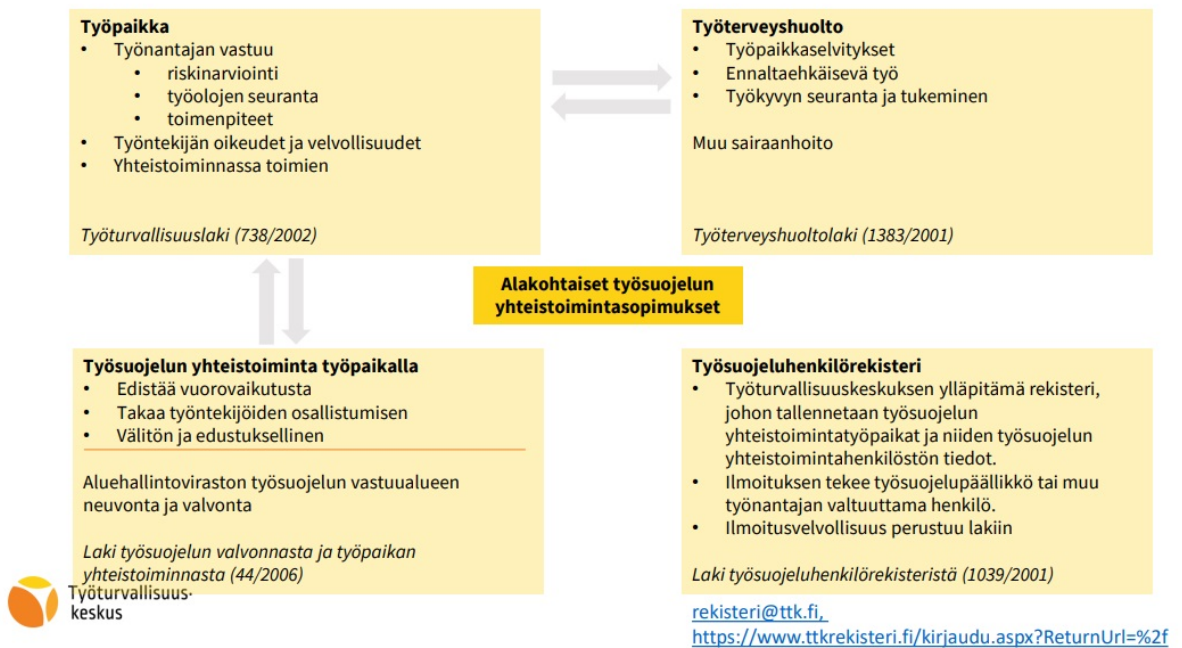 Työpaikka
• Työnantajan vastuu
• riskinarviointi
• työolojen seuranta
• toimenpiteet
• Työntekijän oikeudet ja velvollisuudet
• Yhteistoiminnassa toimien
Työturvallisuuslaki (738/2002)
Työterveyshuolto
• Työpaikkaselvitykset
• Ennaltaehkäisevä työ
• Työkyvyn seuranta ja tukeminen
Muu sairaanhoito
Työterveyshuoltolaki (1383/2001)
Alakohtaiset työsuojelun
yhteistoimintasopimukset
Työsuojelun yhteistoiminta työpaikalla
• Edistää vuorovaikutusta
• Takaa työntekijöiden osallistumisen
• Välitön ja edustuksellinen
Aluehallintoviraston työsuojelun vastuualueen
neuvonta ja valvonta
Laki työsuojelun valvonnasta ja työpaikan
yhteistoiminnasta (44/2006)
Työsuojeluhenkilörekisteri
• Työturvallisuuskeskuksen ylläpitämä rekisteri,
johon tallennetaan työsuojelun
yhteistoimintatyöpaikat ja niiden työsuojelun
yhteistoimintahenkilöstön tiedot.
• Ilmoituksen tekee työsuojelupäällikkö tai muu
työnantajan valtuuttama henkilö.
• Ilmoitusvelvollisuus perustuu lakiin
Laki työsuojeluhenkilörekisteristä (1039/2001)
Työturvallisuus-
keskus
rekisteri@ttk.fi,
https://www.ttkrekisteri.fi/kirjaudu.aspx?ReturnUrl=%2f